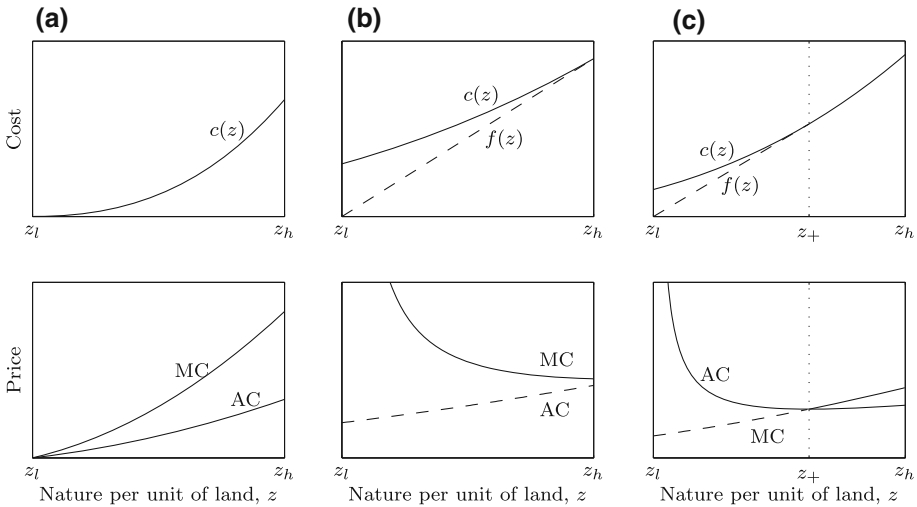 (a)
(b)
(c)
Cost
c(z)
z_l
z_h
c(z)
f(z)
z_l
z_h
c(z)
f(z)
z_l
z_+
z_h
Price
MC
AC
z_l
z_h
Nature per unit of land, z
MC
AC
z_l
z_h
Nature per unit of land, z
AC
MC
z_l
z_+
z_h
Nature per unit of land, z